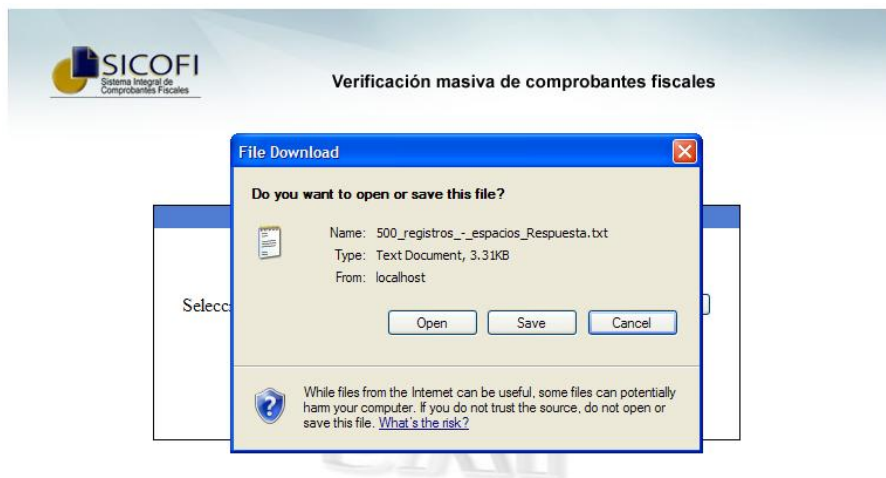 SICOFI
Sistema Integral de
Comprobantes Fiscales
Verificación masiva de comprobantes fiscales
File Download
Do you want to open or save this file?
Name: 500_registros_-_espacios_Respuesta.txt
Type: Text Document, 3.31KB
From: localhost
Selecc
Open Save Cancel
While files from the Internet can be useful, some files can potentially
harm your computer. If you do not trust the source, do not open or
save this file. What's the risk?